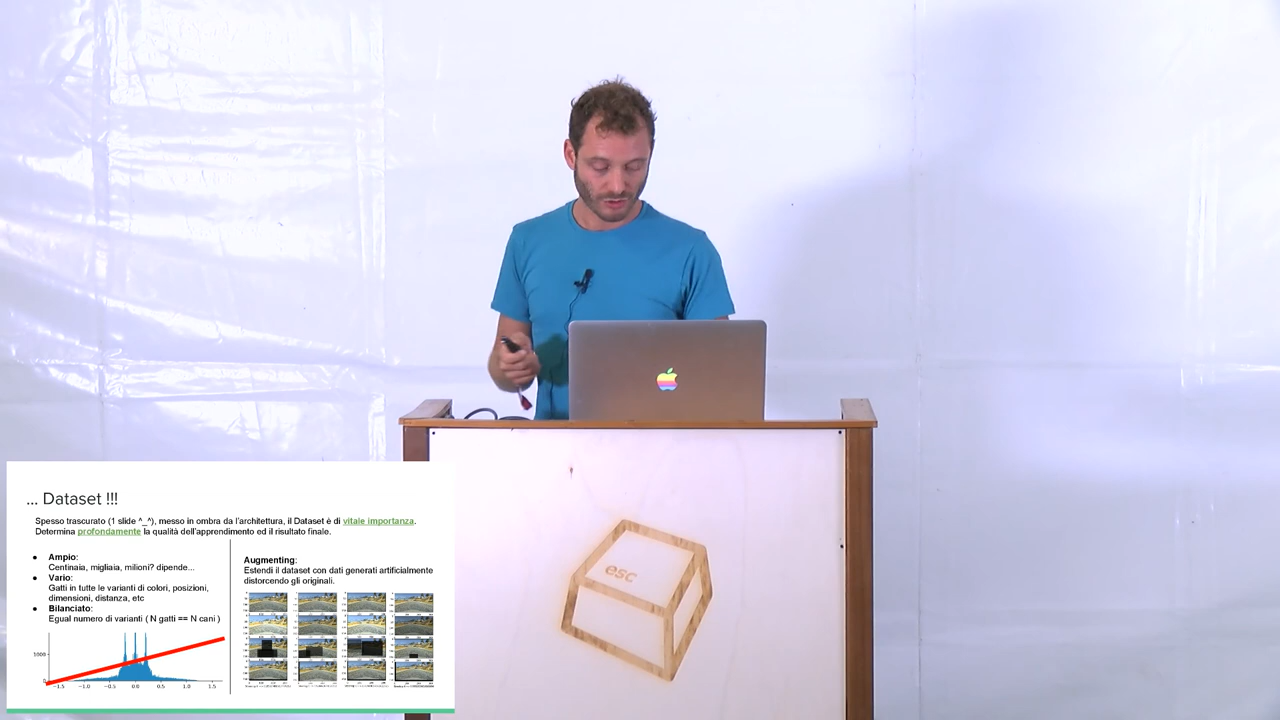 ... Dataset !!!
Spesso trascurato (1 slide ^_^), messo in ombra da l'architettura, il Dataset è di vitale importanza.
Determina profondamente la qualità dell'apprendimento ed il risultato finale.
● Ampio:
Centinaia, migliaia, milioni? dipende...
● Vario:
Gatti in tutte le varianti di colori, posizioni,
dimensioni, distanza, etc
● Bilanciato:
Egual numero di varianti ( N gatti == N cani )
1000
0
-1.5 -1.0 -0.5 0.0 0.5 1.0 1.5
Augmenting:
Estendi il dataset con dati generati artificialmente
distorcendo gli originali.
esc